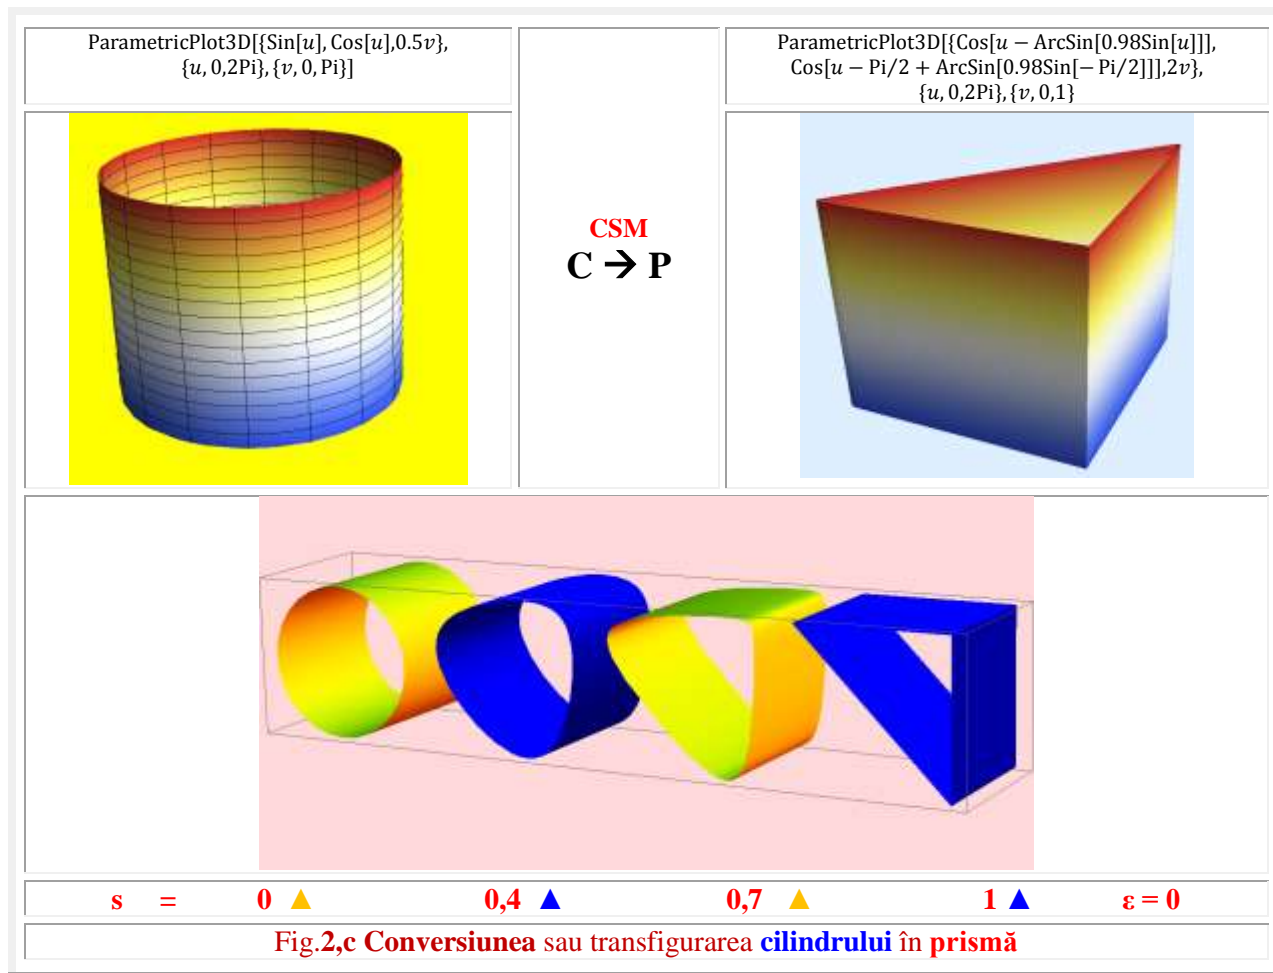 ParametricPlot3D[{Sin[u], Cos[u],0.5v},
{u, 0,2Pi}, {v, 0, Pi}]
CSM
C → P
ParametricPlot3D[{Cos[u − ArcSin[0.98Sin[u]]],
Cos[u − Pi/2 + ArcSin[0.98Sin[− Pi/2]]],2v},
{u, 0,2Pi}, {v, 0,1}
s = 0 ▲ 0,4 ▲ 0,7 ▲ 1 ▲ ε = 0
Fig.2,c Conversiunea sau transfigurarea cilindrului în prismă